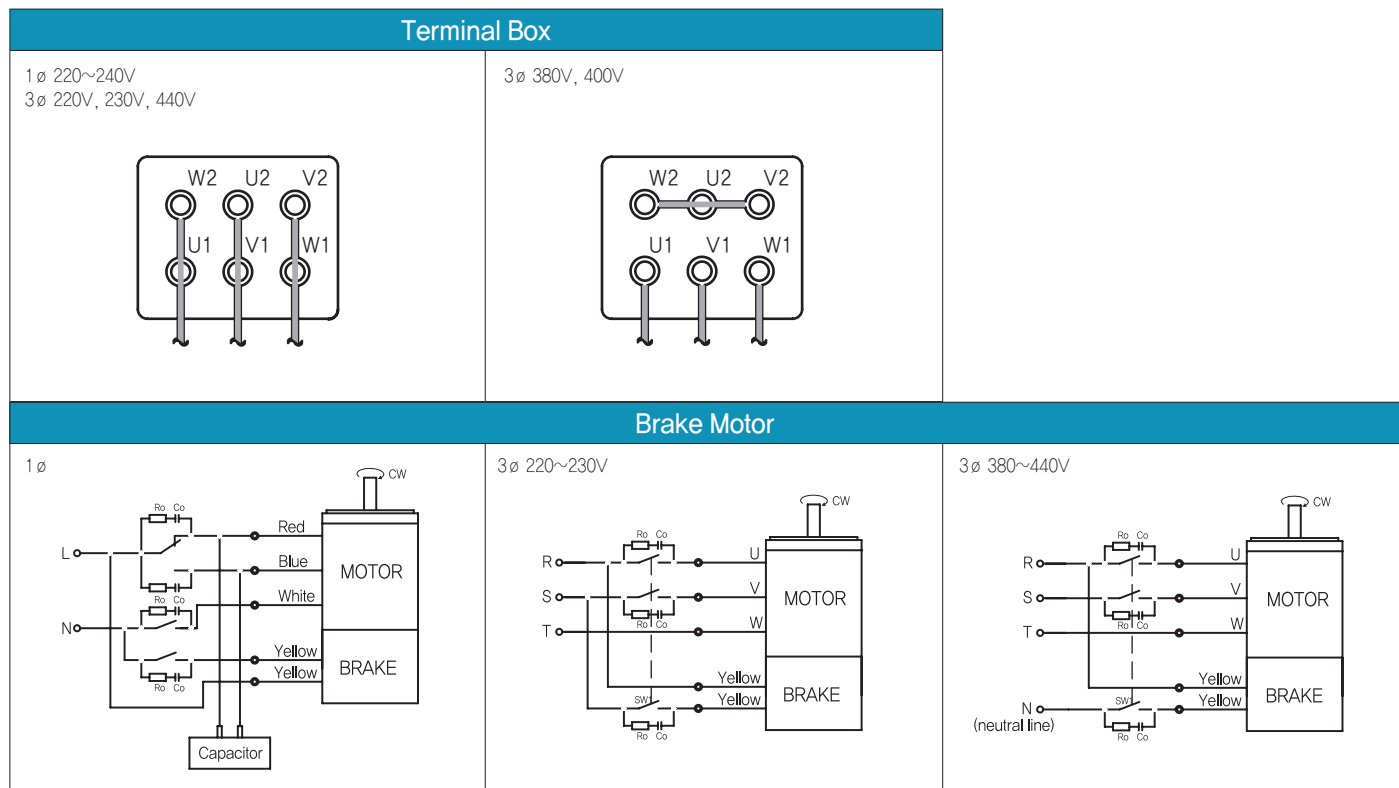 Terminal Box
1ø 220~240V
3ø 220V, 230V, 440V
W2 U2 V2
U1 V1 W1
3ø 380V, 400V
W2 U2 V2
U1 V1 W1
Brake Motor
1ø
CW
Ro Co
Red
L
Blue
MOTOR
Ro Co
White
Ro Co
N
Yellow
Yellow
BRAKE
Ro Co
Capacitor
3ø 220~230V
CW
Ro Co
R
U
S
V
MOTOR
Ro Co
T
W
Yellow
Yellow
BRAKE
SW1
Ro Co
3ø 380~440V
CW
Ro Co
R
U
S
V
MOTOR
Ro Co
T
W
Yellow
Yellow
BRAKE
N
SW1
(neutral line)
Ro Co